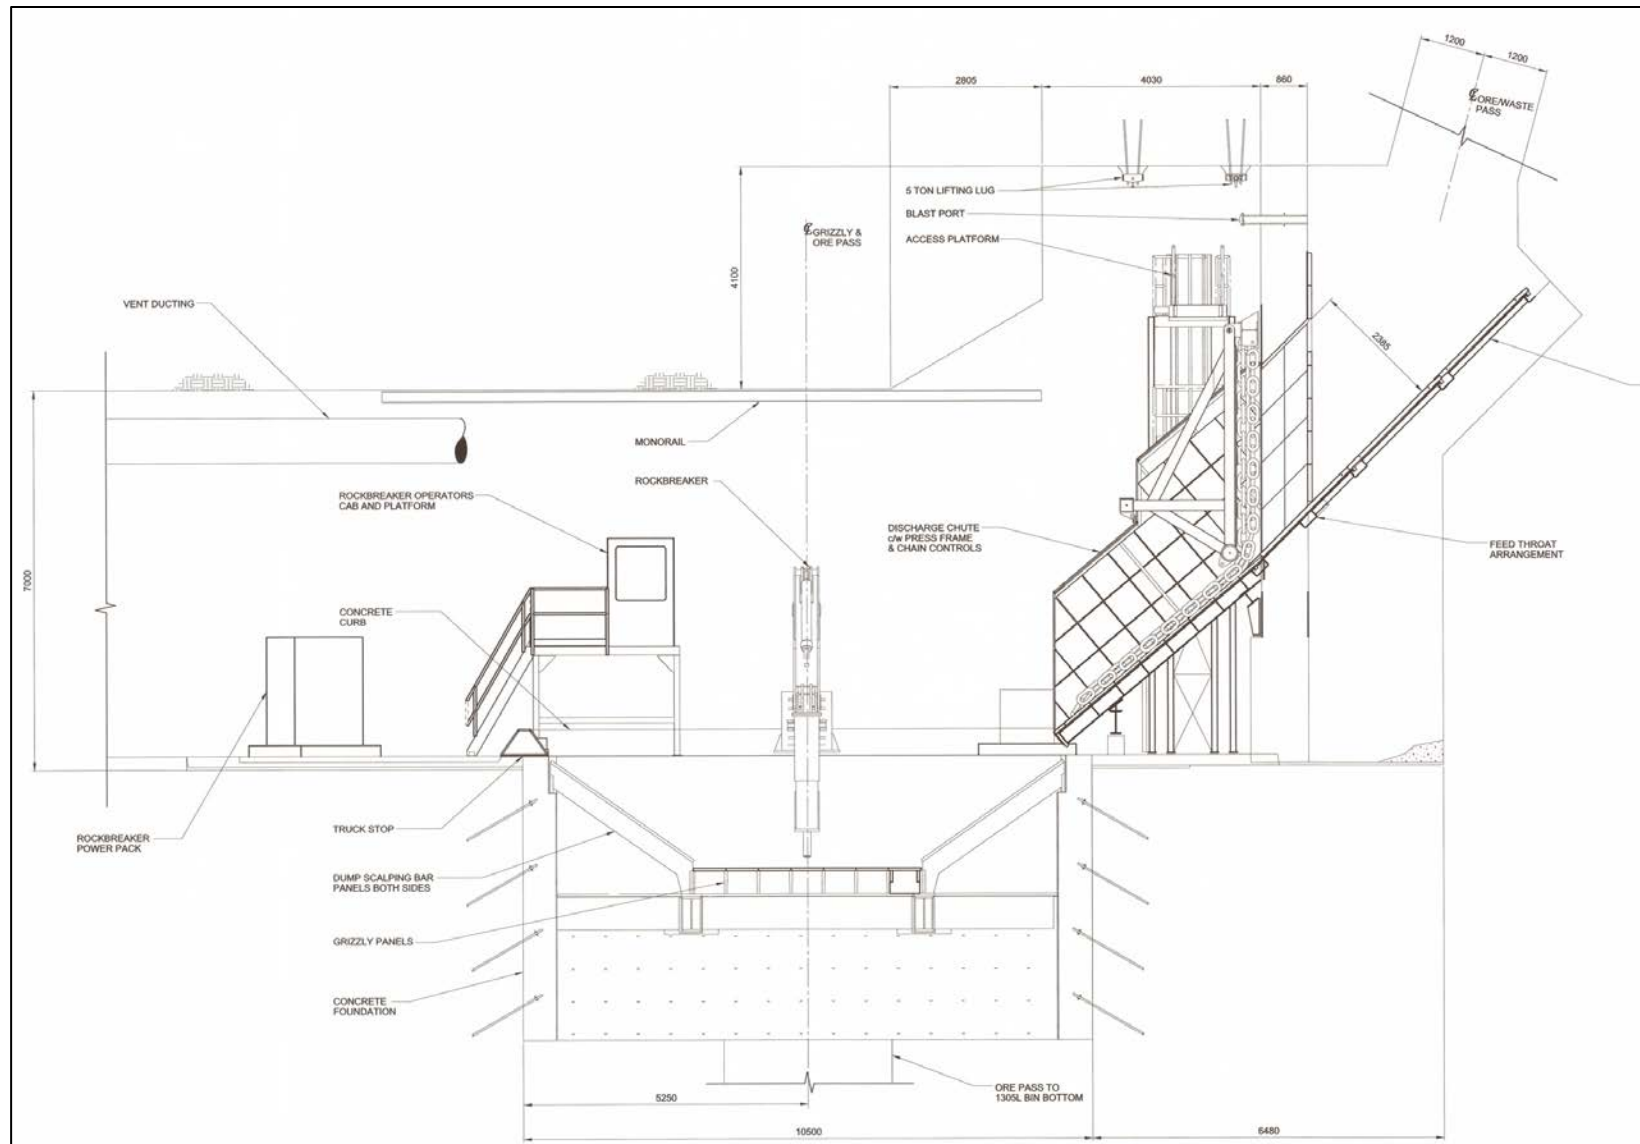 1200
1200
2805
4030
860
℄ ORE/WASTE
PASS
5 TON LIFTING LUG
BLAST PORT
℄ GRIZZLY &
ORE PASS
ACCESS PLATFORM
4100
VENT DUCTING
2385
MONORAIL
ROCKBREAKER
ROCKBREAKER OPERATORS
CAB AND PLATFORM
DISCHARGE CHUTE
c/w PRESS FRAME
& CHAIN CONTROLS
FEED THROAT
ARRANGEMENT
7000
CONCRETE
CURB
TRUCK STOP
ROCKBREAKER
POWER PACK
DUMP SCALPING BAR
PANELS BOTH SIDES
GRIZZLY PANELS
CONCRETE
FOUNDATION
ORE PASS TO
1305L BIN BOTTOM
5250
10500
6480